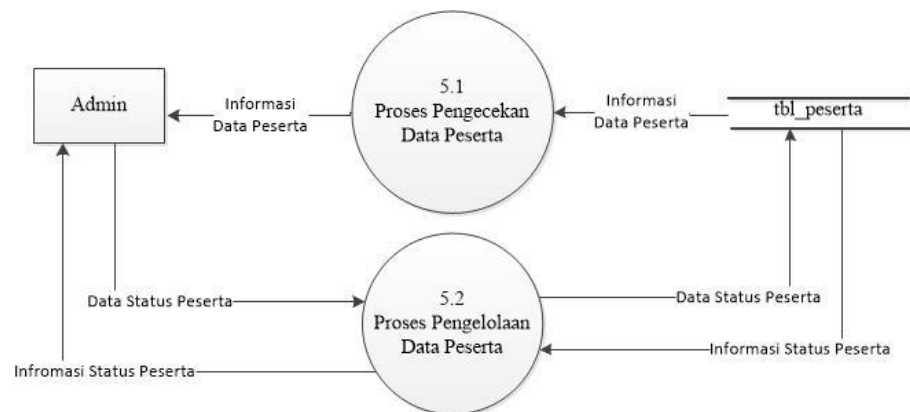 5.1
Proses Pengecekan
Data Peserta
Admin
Informasi
Data Peserta
Informasi
Data Peserta
tbl_peserta
5.2
Proses Pengelolaan
Data Peserta
Data Status Peserta
Data Status Peserta
Infromasi Status Peserta
Informasi Status Peserta